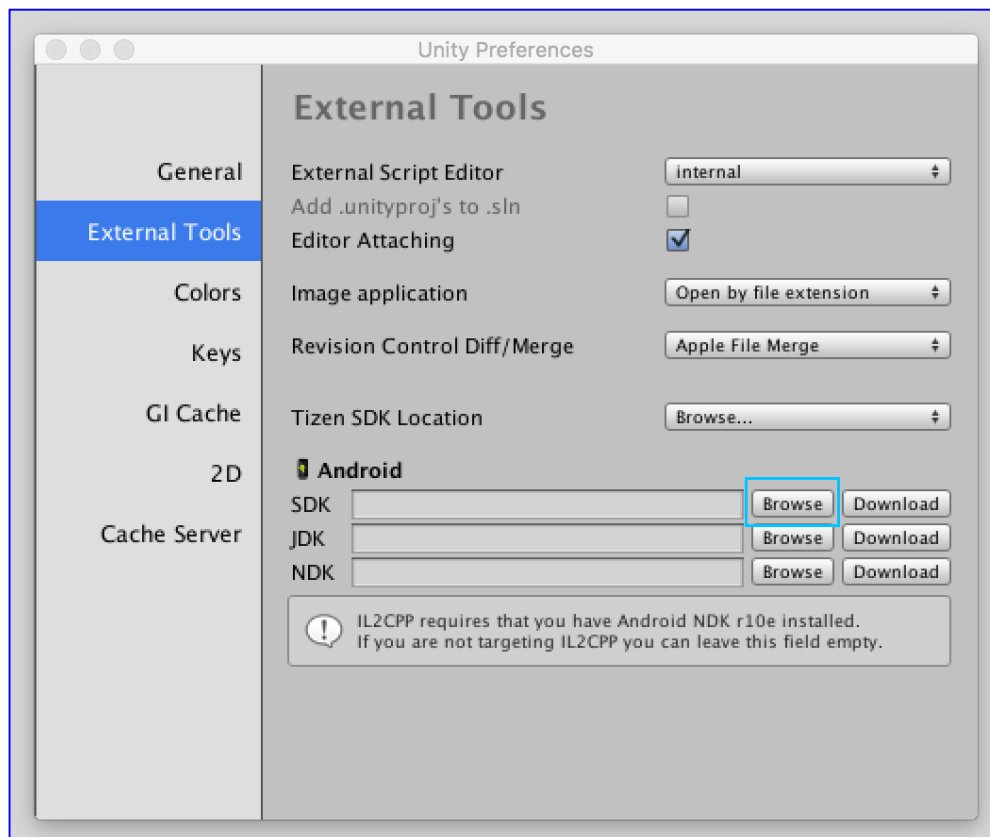 Unity Preferences
External Tools
General
External Script Editor internal
Add .unityproj's to .sln
External Tools
Editor Attaching
Colors
Image application Open by file extension
Keys
Revision Control Diff/Merge Apple File Merge
GI Cache
Tizen SDK Location Browse...
2D
Android
SDK Browse Download
Cache Server
JDK Browse Download
NDK Browse Download
IL2CPP requires that you have Android NDK r10e installed.
If you are not targeting IL2CPP you can leave this field empty.